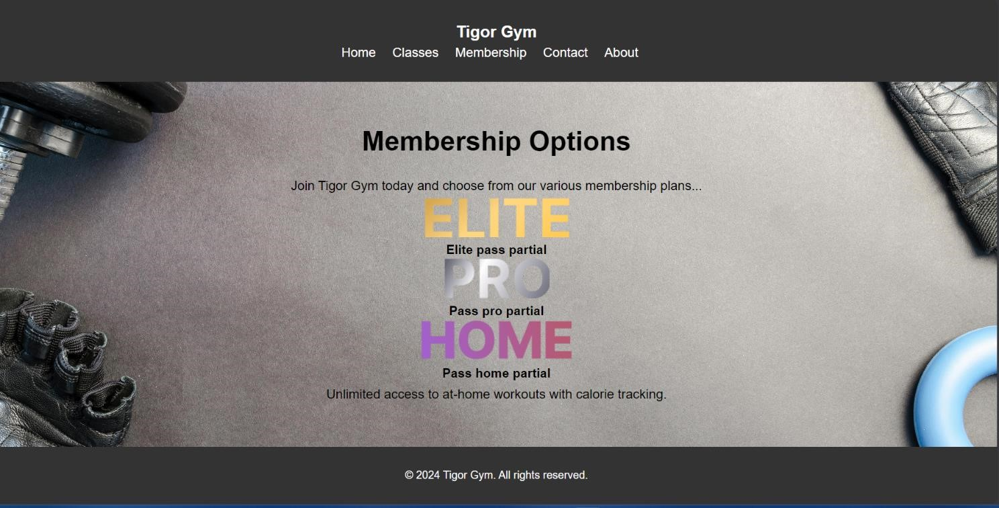 Tigor Gym
Home Classes Membership Contact About
Membership Options
Join Tigor Gym today and choose from our various membership plans...
ELITE
Elite pass partial
PRO
Pass pro partial
HOME
Pass home partial
Unlimited access to at-home workouts with calorie tracking.
© 2024 Tigor Gym. All rights reserved.